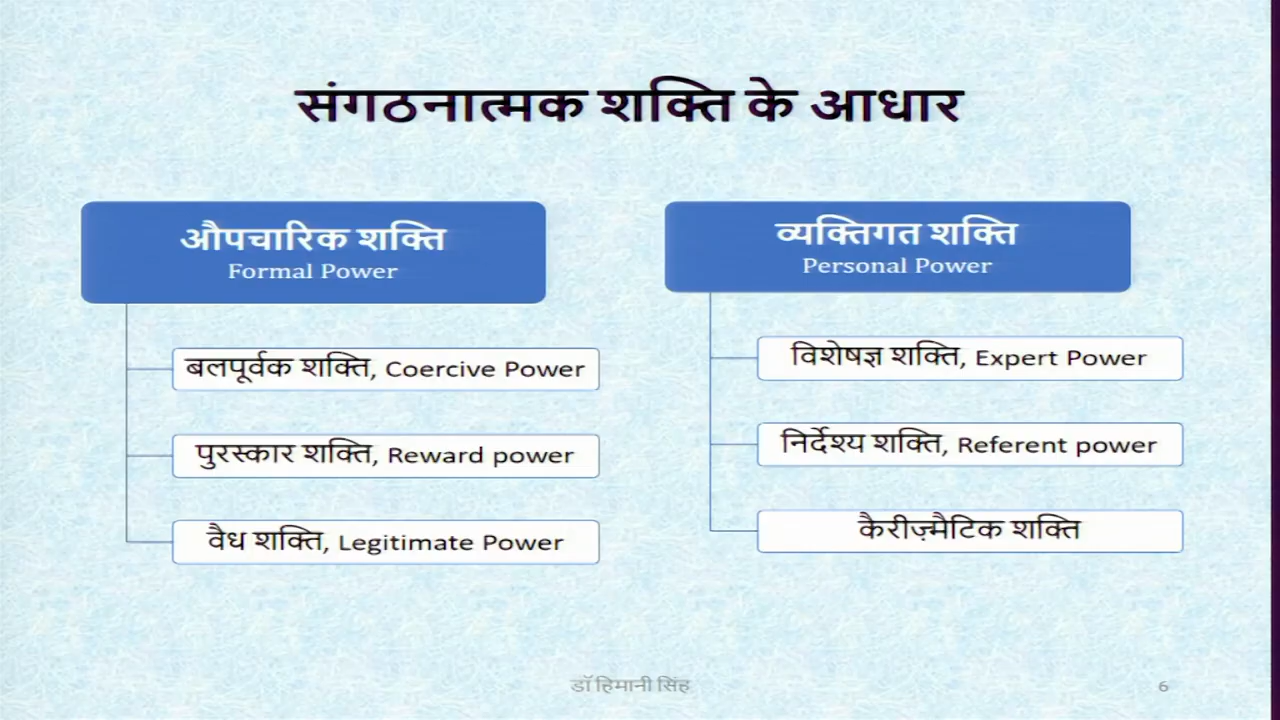 संगठनात्मक शक्ति के आधार
औपचारिक शक्ति
Formal Power
बलपूर्वक शक्ति, Coercive Power
पुरस्कार शक्ति, Reward power
वैध शक्ति, Legitimate Power
व्यक्तिगत शक्ति
Personal Power
विशेषज्ञ शक्ति, Expert Power
निर्देश्य शक्ति, Referent power
कैरीज़्मैटिक शक्ति
डॉ हिमानी सिंह
6